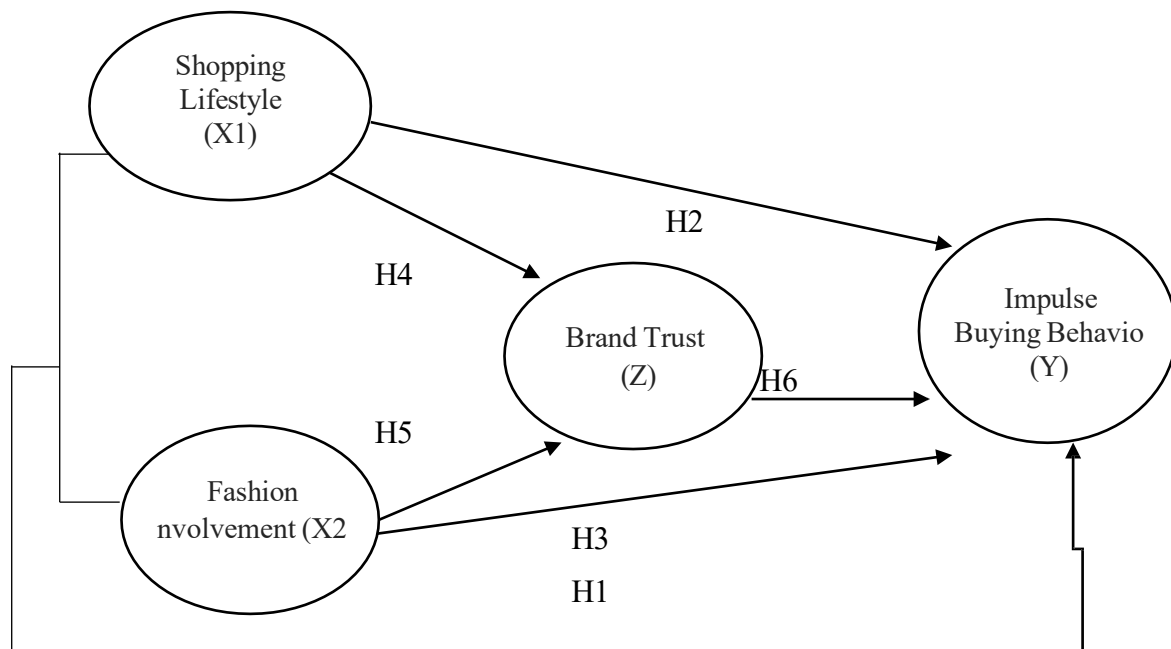 Shopping
Lifestyle
(X1)
H2
H4
Impulse
Buying Behavio
(Y)
Brand Trust
(Z)
H6
H5
Fashion
nvolvement (X2
H3
H1